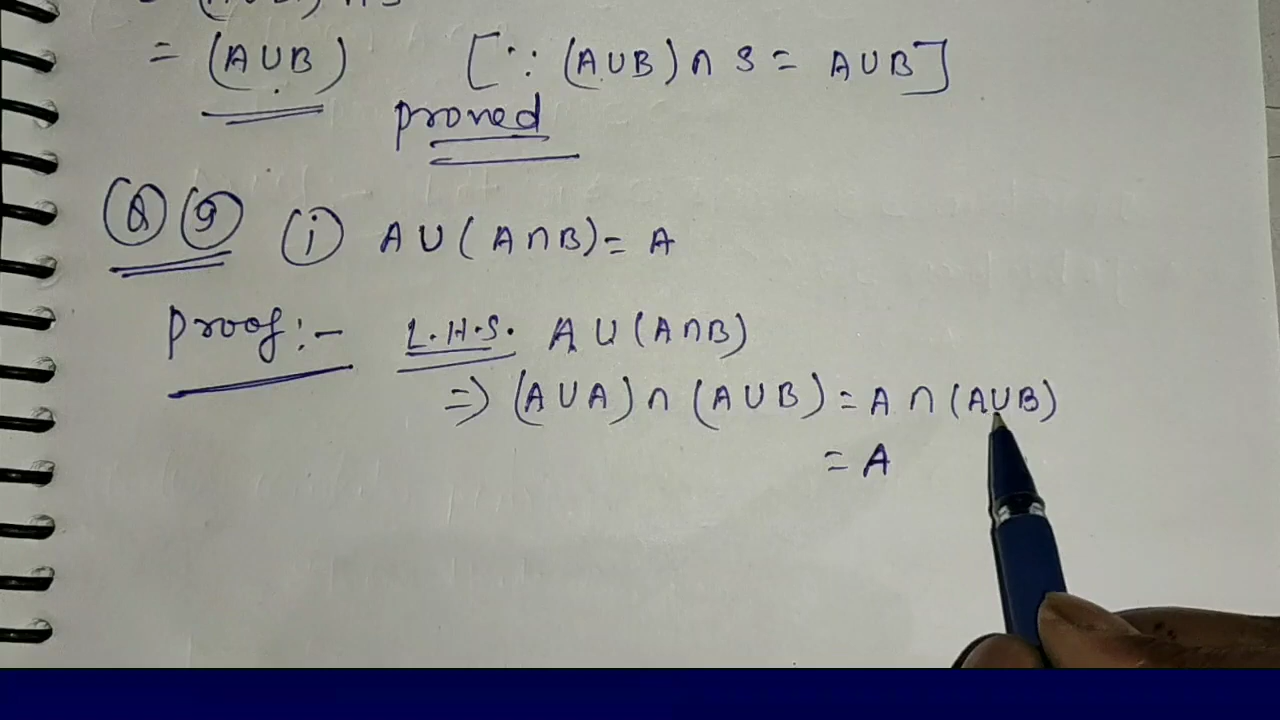 = (A∪B) [∵ (A∪B)∩S = A∪B]
proved
Q 9 (i) A∪(A∩B)= A
Proof:- L.H.S. A∪(A∩B)
=> (A∪A)∩(A∪B)=A∩(A∪B)
= A